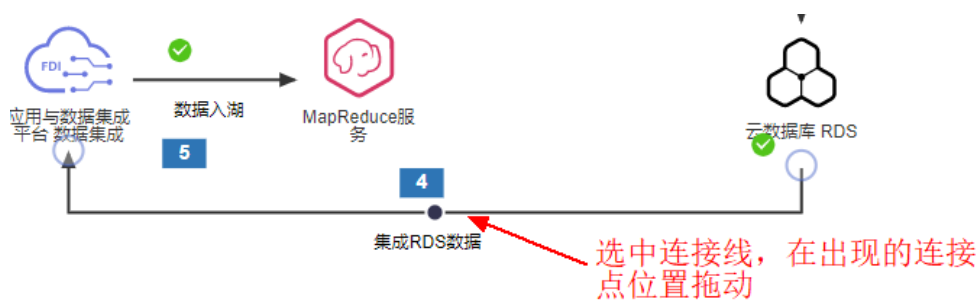 FDI
应用与数据集成
平台 数据集成
数据入湖
MapReduce服
务
云数据库 RDS
5
4
集成RDS数据
选中连接线，在出现的连接
点位置拖动